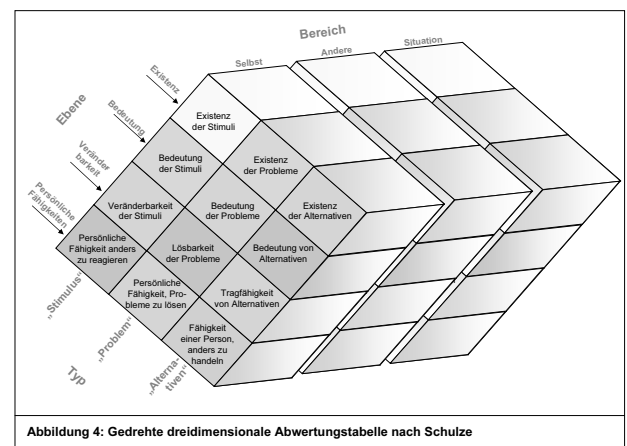 Bereich
Selbst
Andere
Situation
Ebene
Existenz
Bedeutung
Veränder
barkeit
Persönliche
Fähigkeiten
Existenz
der Stimuli
Bedeutung
der Stimuli
Existenz
der Probleme
Veränderbarkeit
der Stimuli
Bedeutung
der Probleme
Existenz
der Alternativen
Persönliche
Fähigkeit anders
zu reagieren
Lösbarkeit
der Probleme
Bedeutung von
Alternativen
Persönliche
Fähigkeit, Pro-
bleme zu lösen
Tragfähigkeit
von Alternativen
Fähigkeit
einer Person,
anders zu
handeln
„Stimulus“
„Problem“
„Alterna-
tiven“
Typ
Abbildung 4: Gedrehte dreidimensionale Abwertungstabelle nach Schulze